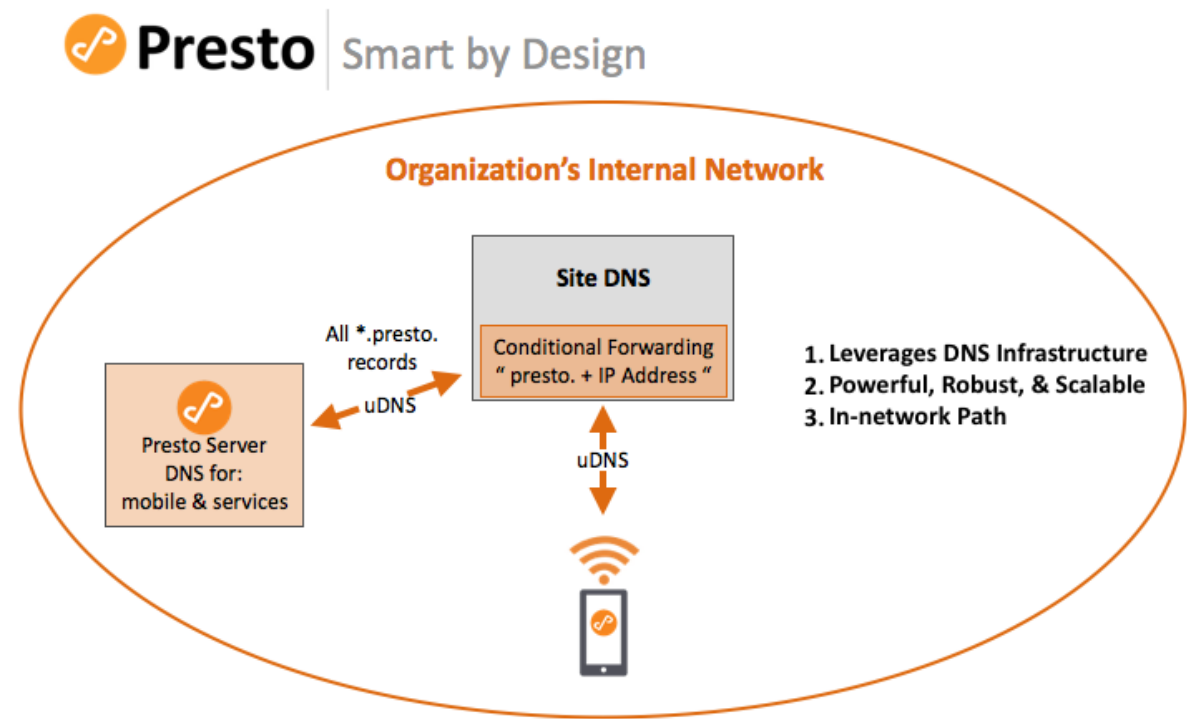 Presto
Smart by Design
Organization’s Internal Network
Site DNS
Conditional Forwarding
“ presto. + IP Address “
All *.presto.
records
uDNS
Presto Server
DNS for:
mobile & services
uDNS
1. Leverages DNS Infrastructure
2. Powerful, Robust, & Scalable
3. In-network Path